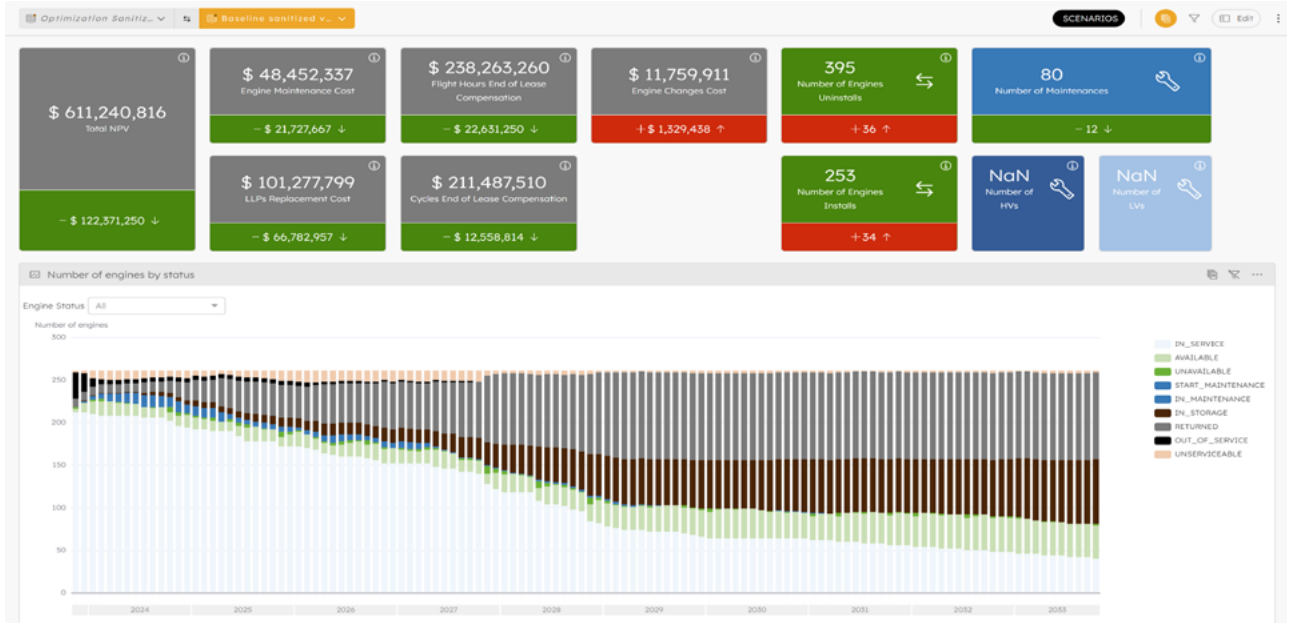 Optimization Sanitiz…
Baseline sanitized v…
SCENARIOS
Edit
$ 611,240,816
Total NPV
− $ 122,371,250 ↓
$ 48,452,337
Engine Maintenance Cost
− $ 21,727,667 ↓
$ 238,263,260
Flight Hours End of Lease
Compensation
− $ 22,631,250 ↓
$ 11,759,911
Engine Changes Cost
+ $ 1,329,438 ↑
395
Number of Engines
Uninstalls
+36 ↑
80
Number of Maintenances
− 12 ↓
$ 101,277,799
LLPs Replacement Cost
− $ 66,782,957 ↓
$ 211,487,510
Cycles End of Lease Compensation
− $ 12,558,814 ↓
253
Number of Engines
Installs
+34 ↑
NaN
Number of
HVs
NaN
Number of
LVs
Number of engines by status
Engine Status All
Number of engines
300
250
200
150
100
50
0
2024 2025 2026 2027 2028 2029 2030 2031 2032 2033
IN_SERVICE
AVAILABLE
UNAVAILABLE
START_MAINTENANCE
IN_MAINTENANCE
IN_STORAGE
RETURNED
OUT_OF_SERVICE
UNSERVICEABLE